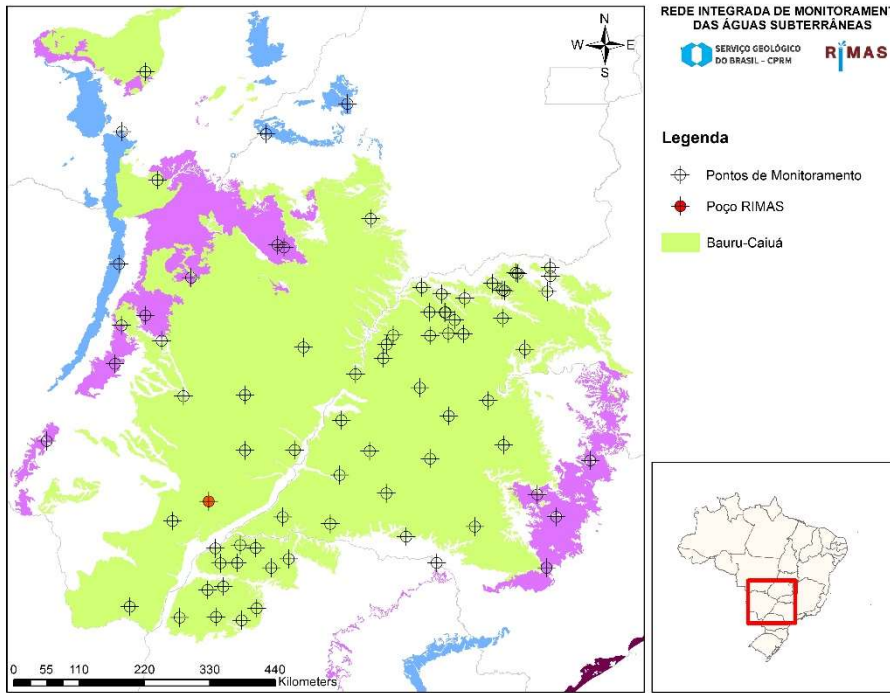 REDE INTEGRADA DE MONITORAMENT
DAS ÁGUAS SUBTERRÂNEAS
SERVIÇO GEOLÓGICO
DO BRASIL - CPRM
RIMAS
N
W E
S
Legenda
Pontos de Monitoramento
Poço RIMAS
Bauru-Caiuá
0 55 110 220 330 440
Kilometers